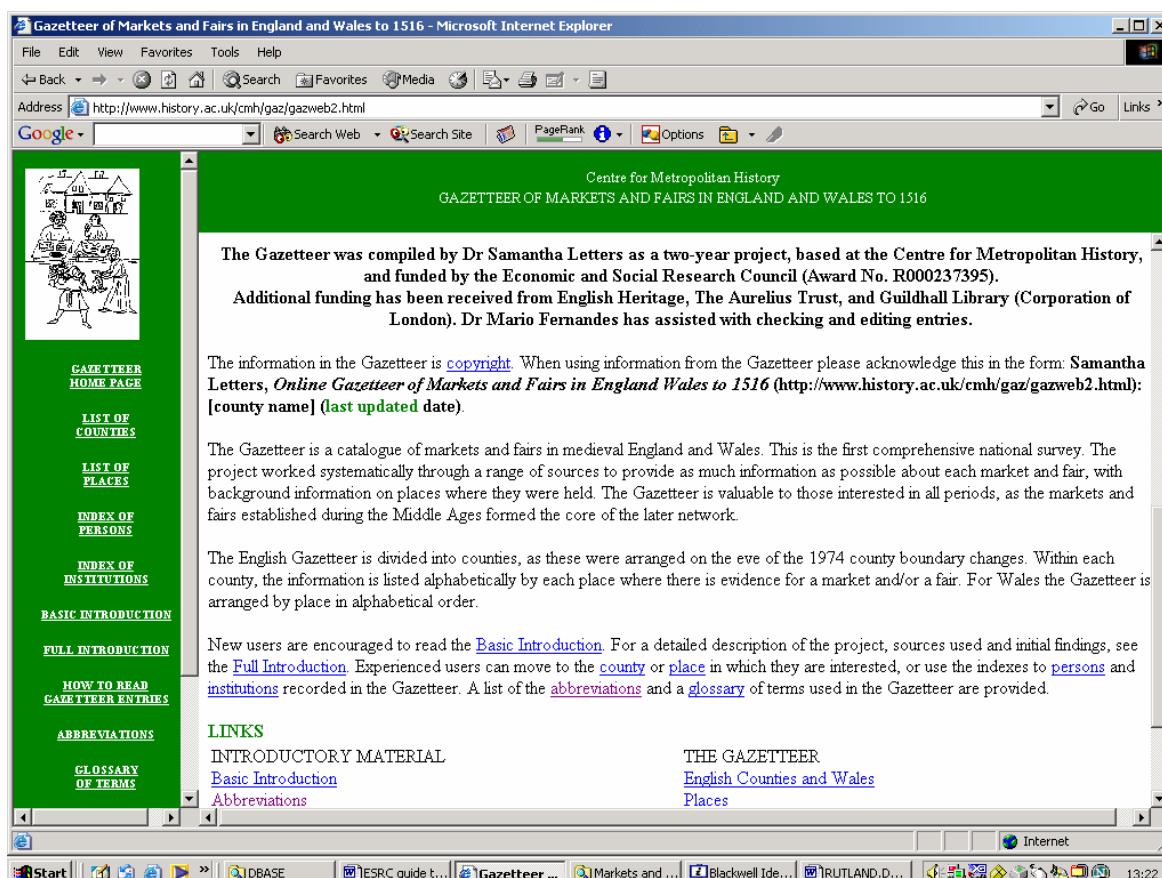 Gazetteer of Markets and Fairs in England and Wales to 1516 - Microsoft Internet Explorer
File Edit View Favorites Tools Help
Back Search Favorites Media
Address http://www.history.ac.uk/cmh/gaz/gazweb2.html Go Links
Google Search Web Search Site PageRank Options
GAZETTEER
HOME PAGE
LIST OF
COUNTIES
LIST OF
PLACES
INDEX OF
PERSONS
INDEX OF
INSTITUTIONS
BASIC INTRODUCTION
FULL INTRODUCTION
HOW TO READ
GAZETTEER ENTRIES
ABBREVIATIONS
GLOSSARY
OF TERMS
Centre for Metropolitan History
GAZETTEER OF MARKETS AND FAIRS IN ENGLAND AND WALES TO 1516
The Gazetteer was compiled by Dr Samantha Letters as a two-year project, based at the Centre for Metropolitan History,
and funded by the Economic and Social Research Council (Award No. R000237395).
Additional funding has been received from English Heritage, The Aurelius Trust, and Guildhall Library (Corporation of
London). Dr Mario Fernandes has assisted with checking and editing entries.
The information in the Gazetteer is copyright. When using information from the Gazetteer please acknowledge this in the form: Samantha
Letters, Online Gazetteer of Markets and Fairs in England Wales to 1516 (http://www.history.ac.uk/cmh/gaz/gazweb2.html):
[county name] (last updated date).
The Gazetteer is a catalogue of markets and fairs in medieval England and Wales. This is the first comprehensive national survey. The
project worked systematically through a range of sources to provide as much information as possible about each market and fair, with
background information on places where they were held. The Gazetteer is valuable to those interested in all periods, as the markets and
fairs established during the Middle Ages formed the core of the later network.
The English Gazetteer is divided into counties, as these were arranged on the eve of the 1974 county boundary changes. Within each
county, the information is listed alphabetically by each place where there is evidence for a market and/or a fair. For Wales the Gazetteer is
arranged by place in alphabetical order.
New users are encouraged to read the Basic Introduction. For a detailed description of the project, sources used and initial findings, see
the Full Introduction. Experienced users can move to the county or place in which they are interested, or use the indexes to persons and
institutions recorded in the Gazetteer. A list of the abbreviations and a glossary of terms used in the Gazetteer are provided.
LINKS
INTRODUCTORY MATERIAL THE GAZETTEER
Basic Introduction English Counties and Wales
Abbreviations Places
Internet
Start DBASE ESRC guide t... Gazetteer ... Markets and ... Blackwell Ide... RUTLAND.D... 13:22